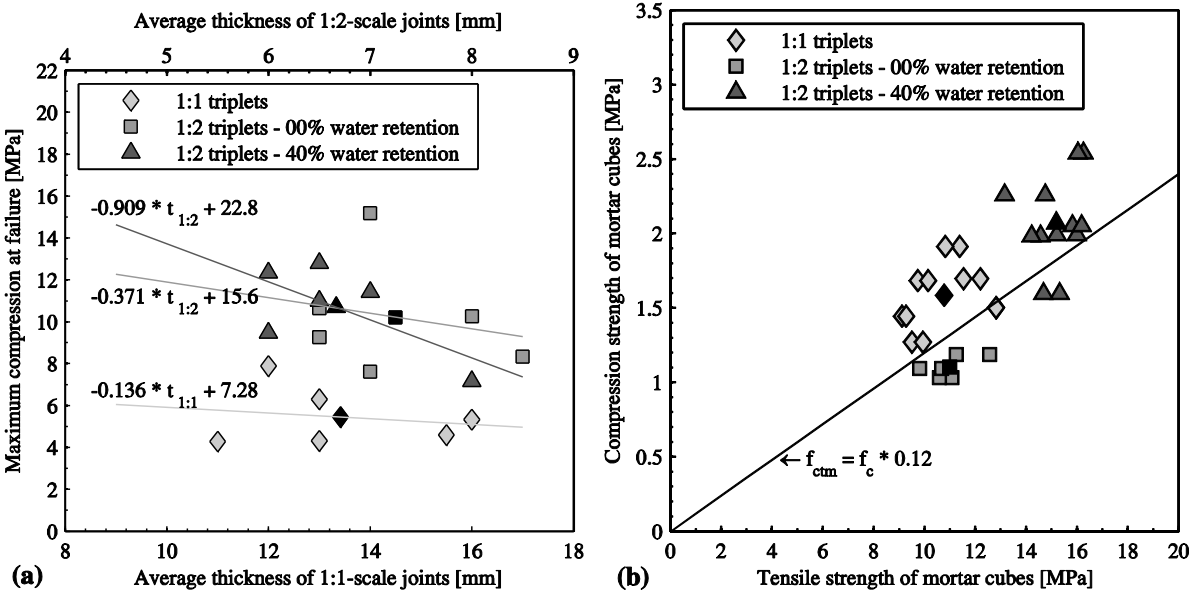 Average thickness of 1:2-scale joints [mm]
4 5 6 7 8 9
22
20
18
16
14
12
10
8
6
4
2
0
Maximum compression at failure [MPa]
1:1 triplets
1:2 triplets - 00% water retention
1:2 triplets - 40% water retention
-0.909 * t 1:2 + 22.8
-0.371 * t 1:2 + 15.6
-0.136 * t 1:1 + 7.28
8 10 12 14 16 18
(a) Average thickness of 1:1-scale joints [mm]
3.5
3
2.5
2
1.5
1
0.5
0
Compression strength of mortar cubes [MPa]
1:1 triplets
1:2 triplets - 00% water retention
1:2 triplets - 40% water retention
← fctm = fc * 0.12
0 2 4 6 8 10 12 14 16 18 20
(b) Tensile strength of mortar cubes [MPa]